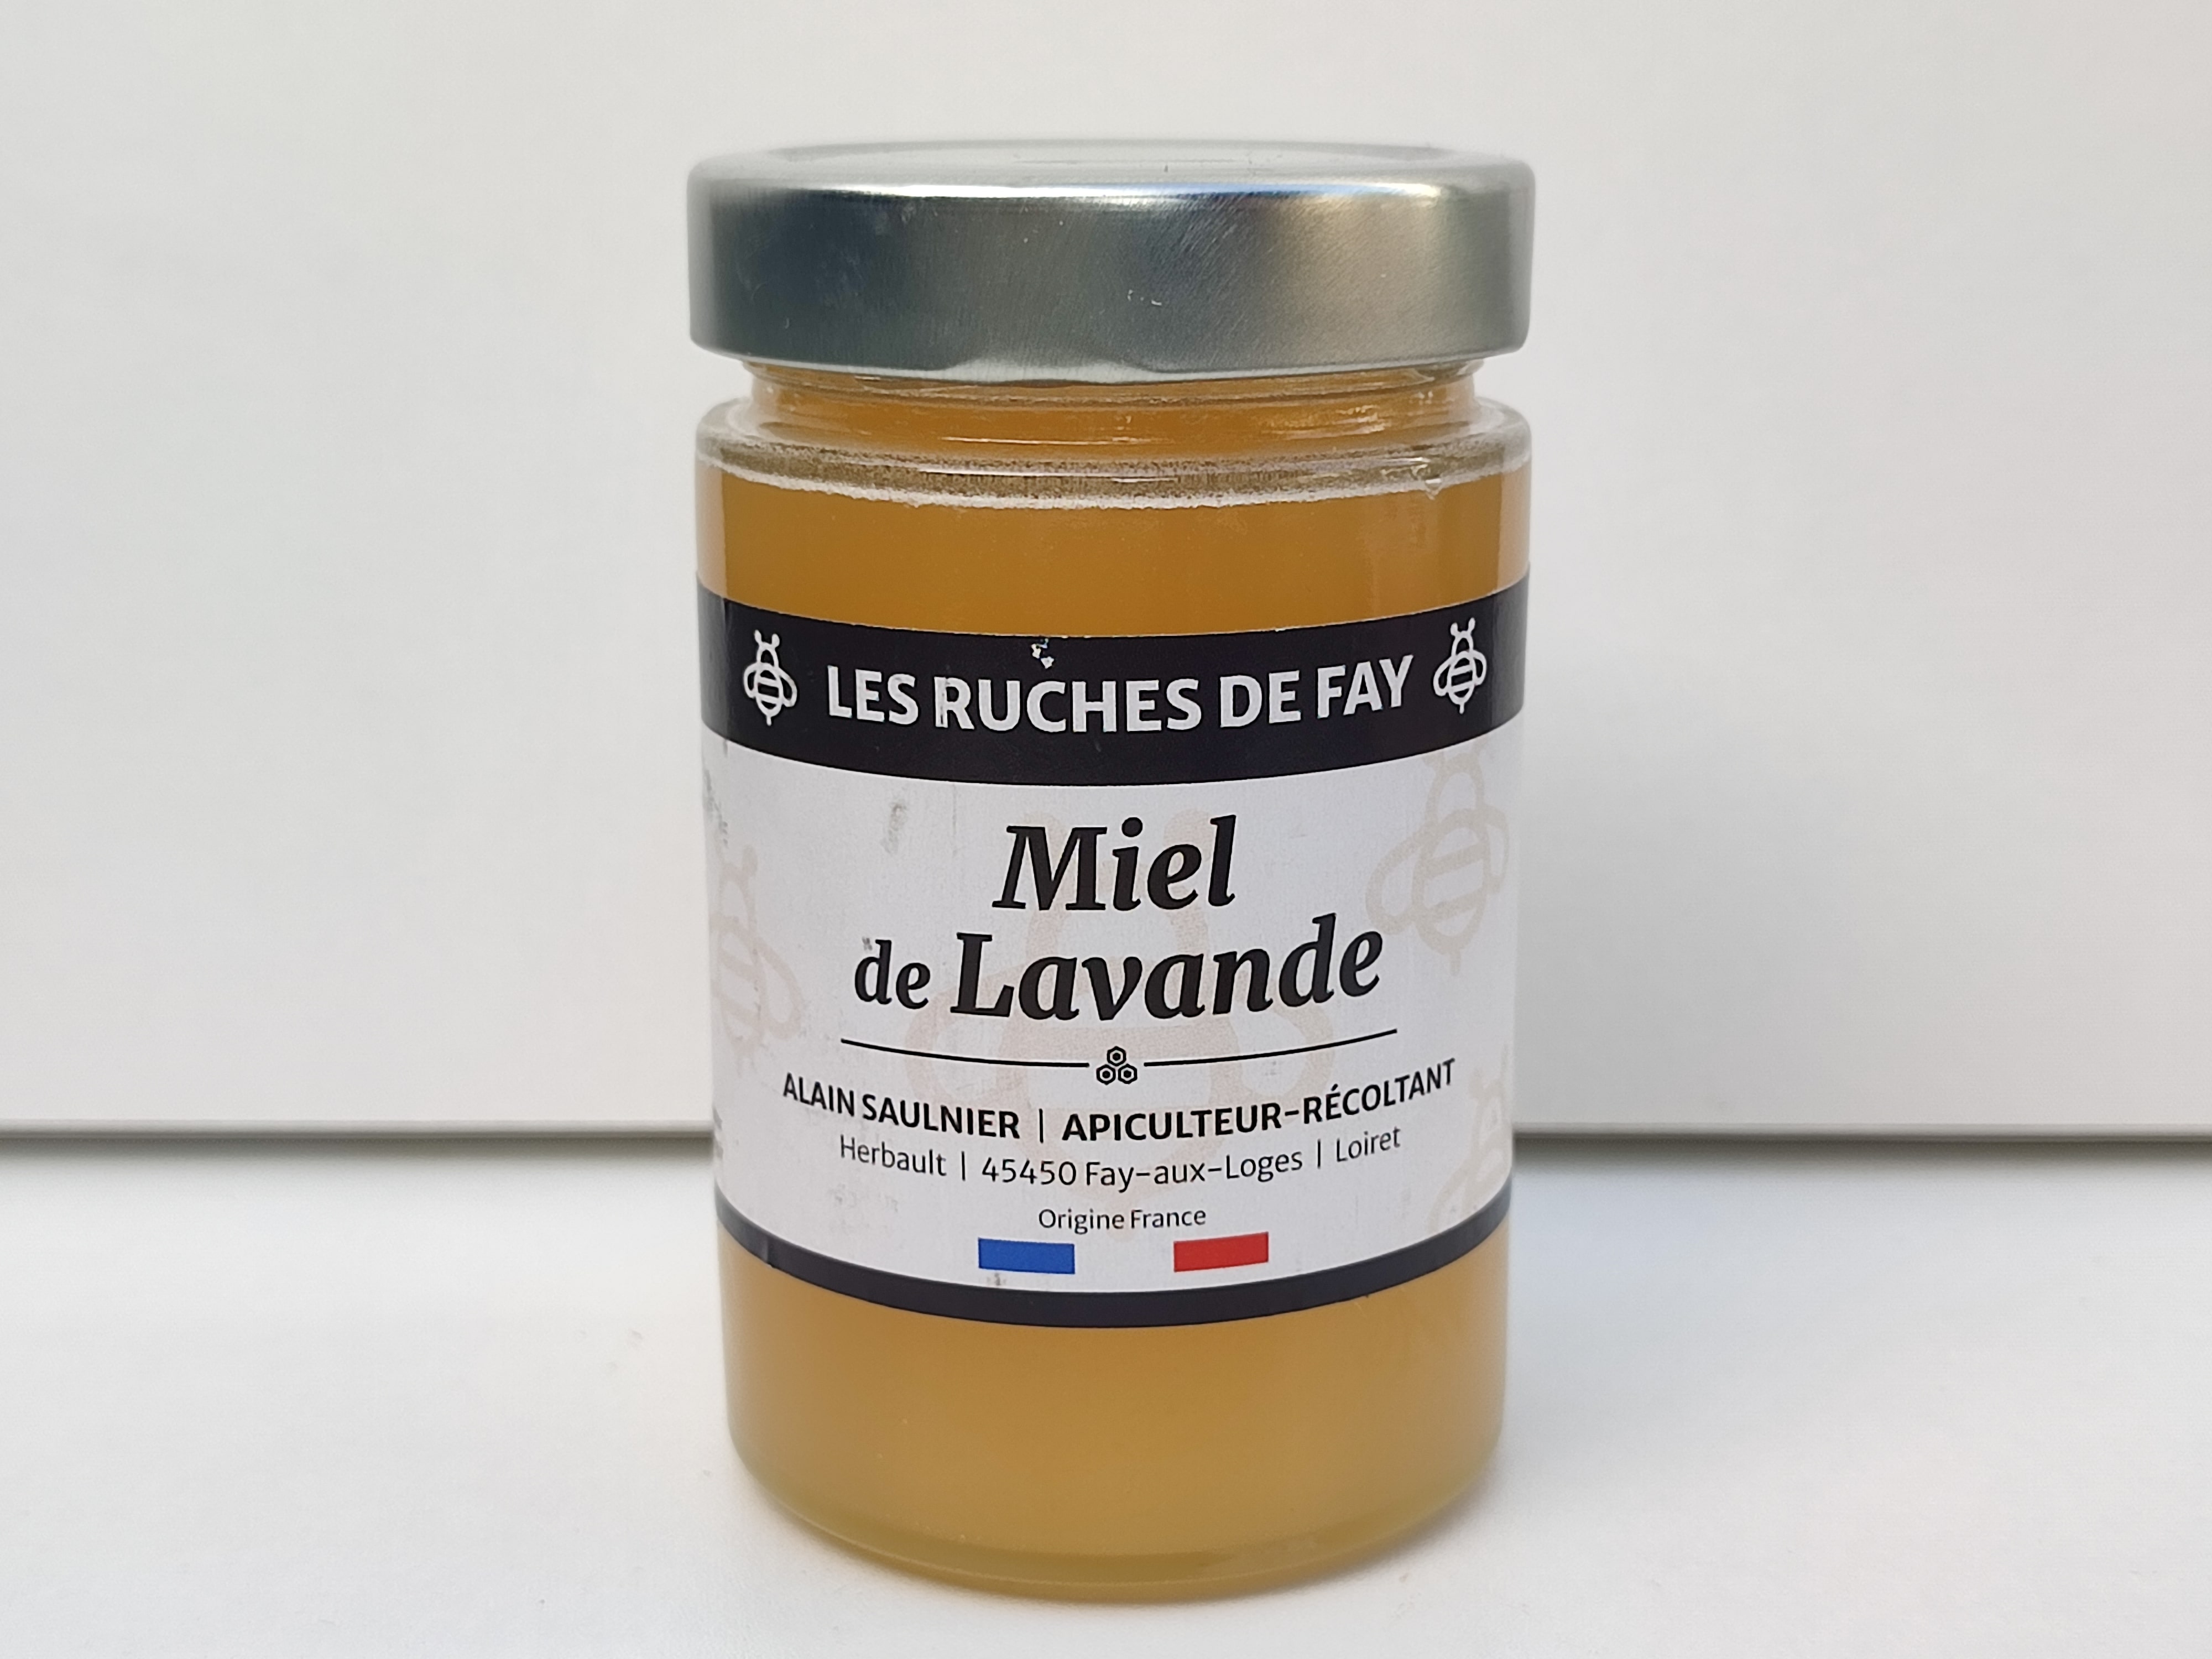 LES RUCHES DE FAY
Miel
de Lavande
ALAIN SAULNIER | APICULTEUR-RÉCOLTANT
Herbault | 45450 Fay-aux-Loges | Loiret
Origine France